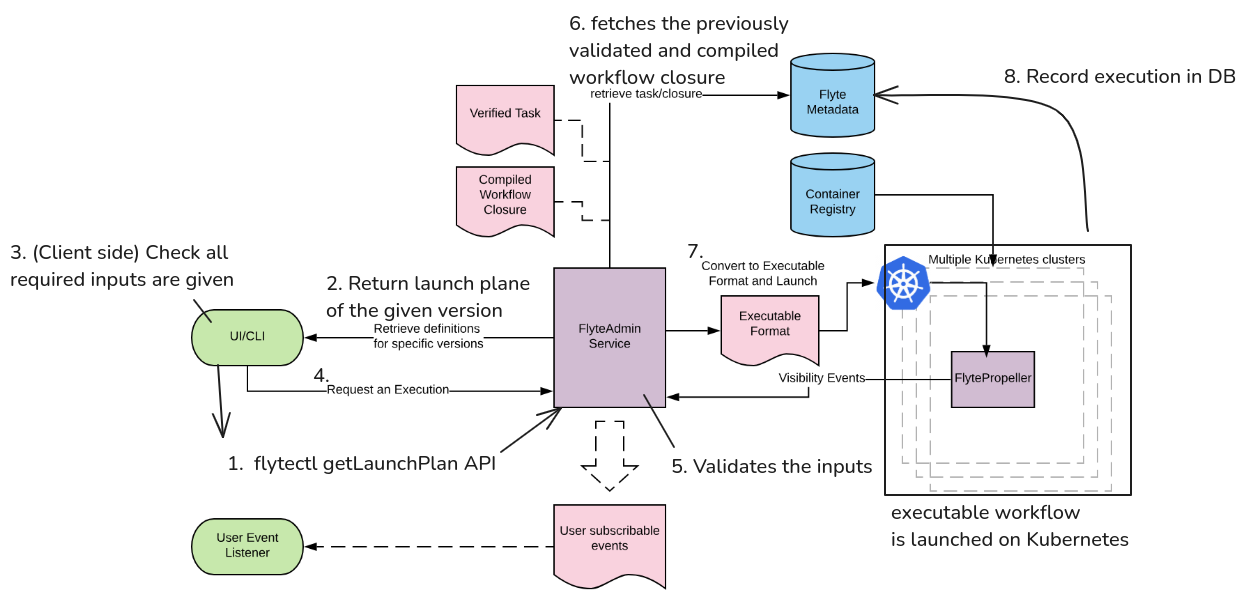 6. fetches the previously
validated and compiled
workflow closure
retrieve task/closure
8. Record execution in DB
Flyte
Metadata
Verified Task
Compiled
Workflow
Closure
Container
Registry
3. (Client side) Check all
required inputs are given
2. Return launch plane
of the given version
Retrieve definitions
for specific versions
7.
Convert to Executable
Format and Launch
Multiple Kubernetes clusters
UI/CLI
FlyteAdmin
Service
Executable
Format
4.
Request an Execution
Visibility Events
FlytePropeller
1. flytectl getLaunchPlan API
5. Validates the inputs
executable workflow
is launched on Kubernetes
User Event
Listener
User subscribable
events